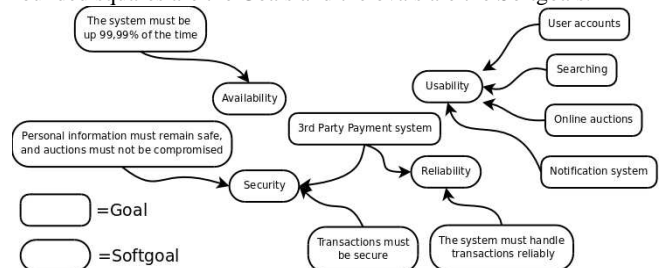 The system must be
up 99,99% of the time
User accounts
Searching
Usability
Availability
Online auctions
3rd Party Payment system
Personal information must remain safe,
and auctions must not be compromised
Notification system
Security
Reliability
=Goal
Transactions must
be secure
The system must handle
transactions reliably
=Softgoal